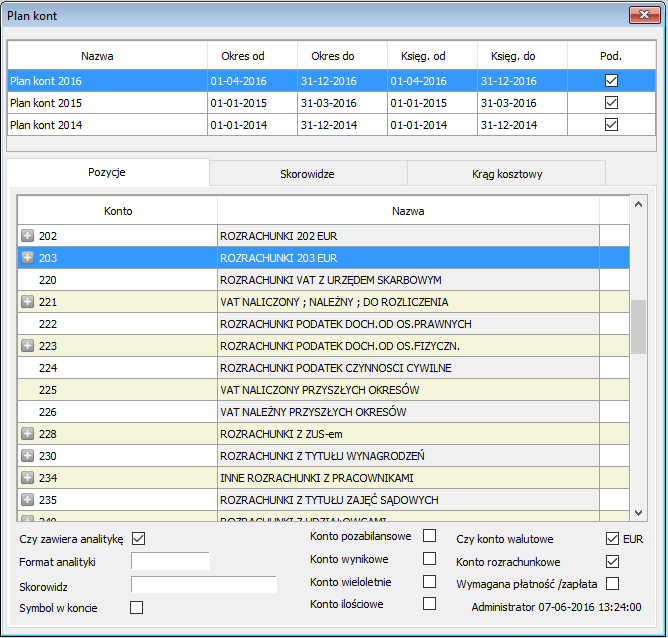 Plan kont
Nazwa Okres od Okres do Księg. od Księg. do Pod.
Plan kont 2016 01-04-2016 31-12-2016 01-04-2016 31-12-2016
Plan kont 2015 01-01-2015 31-03-2016 01-01-2015 31-03-2016
Plan kont 2014 01-01-2014 31-12-2014 01-01-2014 31-12-2014
Pozycje Skorowidze Krąg kosztowy
Konto Nazwa
202 ROZRACHUNKI 202 EUR
203 ROZRACHUNKI 203 EUR
220 ROZRACHUNKI VAT Z URZĘDEM SKARBOWYM
221 VAT NALICZONY ; NALEŻNY ; DO ROZLICZENIA
222 ROZRACHUNKI PODATEK DOCH.OD OS.PRAWNYCH
223 ROZRACHUNKI PODATEK DOCH.OD OS.FIZYCZN.
224 ROZRACHUNKI PODATEK CZYNNOSCI CYWILNE
225 VAT NALICZONY PRZYSZŁYCH OKRESÓW
226 VAT NALEŻNY PRZYSZŁYCH OKRESÓW
228 ROZRACHUNKI Z ZUS-em
230 ROZRACHUNKI Z TYTUŁU WYNAGRODZEŃ
234 INNE ROZRACHUNKI Z PRACOWNIKAMI
235 ROZRACHUNKI Z TYTUŁU ZAJĘĆ SĄDOWYCH
240 ROZRACHUNKI Z UDZIAŁOWCAMI
Czy zawiera analitykę Konto pozabilansowe Czy konto walutowe EUR
Format analityki Konto wynikowe Konto rozrachunkowe
Skorowidz Konto wieloletnie Wymagana płatność /zapłata
Symbol w koncie Konto ilościowe Administrator 07-06-2016 13:24:00